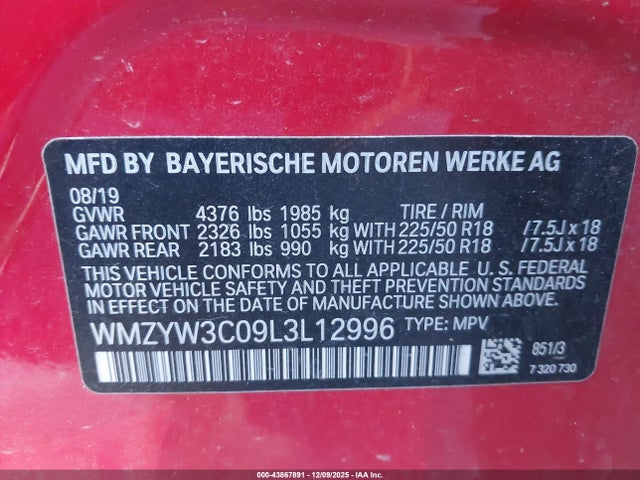 MFD BY BAYERISCHE MOTOREN WERKE AG
08/19
GVWR 4376 lbs 1985 kg TIRE / RIM
GAWR FRONT 2326 lbs 1055 kg WITH 225/50 R18 /7.5J x 18
GAWR REAR 2183 lbs 990 kg WITH 225/50 R18 /7.5J x 18
THIS VEHICLE CONFORMS TO ALL APPLICABLE U. S. FEDERAL
MOTOR VEHICLE SAFETY AND THEFT PREVENTION STANDARDS
IN EFFECT ON THE DATE OF MANUFACTURE SHOWN ABOVE.
WMZYW3C09L3L12996 TYPE: MPV
851/3
7 320 730
000-43867891 - 12/09/2025 - IAA, Inc.